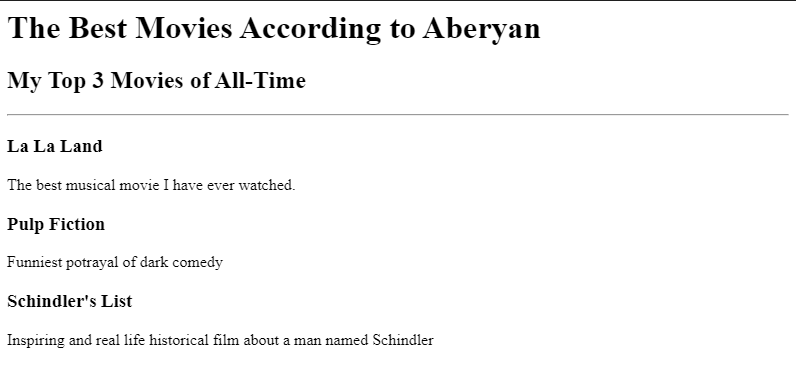 The Best Movies According to Aberyan
My Top 3 Movies of All-Time
La La Land
The best musical movie I have ever watched.
Pulp Fiction
Funniest potrayal of dark comedy
Schindler's List
Inspiring and real life historical film about a man named Schindler